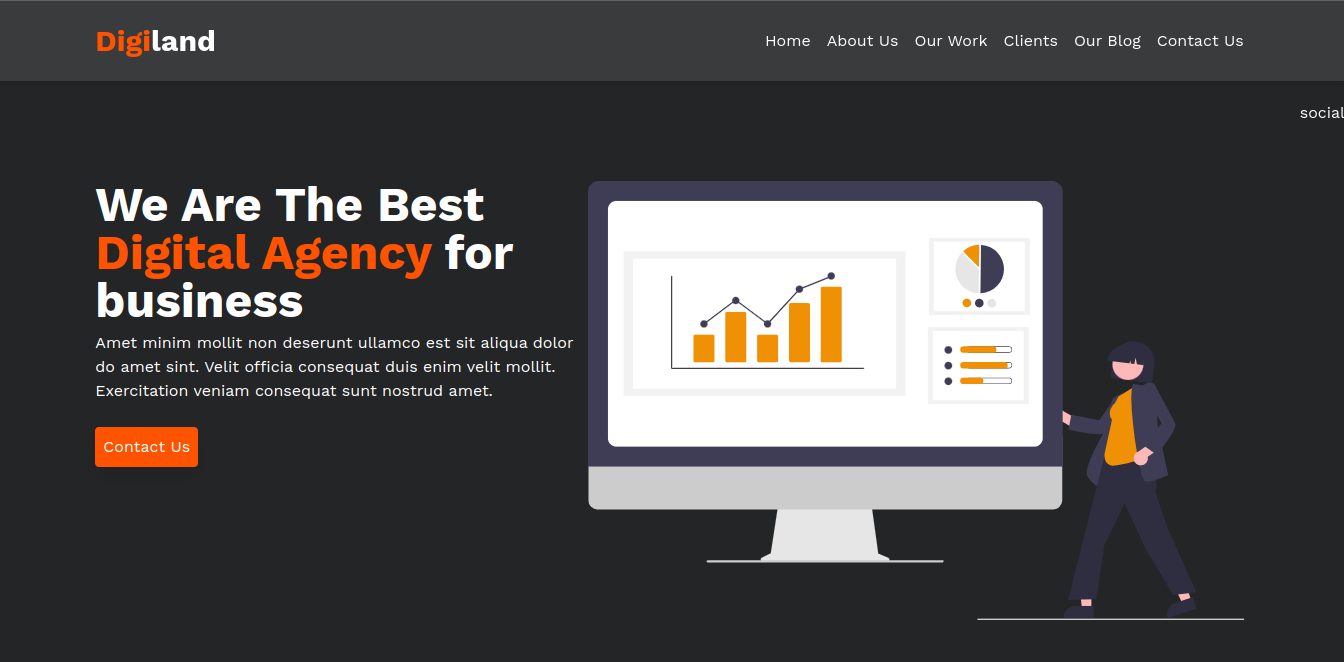 Digiland
Home About Us Our Work Clients Our Blog Contact Us
social
We Are The Best
Digital Agency for
business
Amet minim mollit non deserunt ullamco est sit aliqua dolor
do amet sint. Velit officia consequat duis enim velit mollit.
Exercitation veniam consequat sunt nostrud amet.
Contact Us